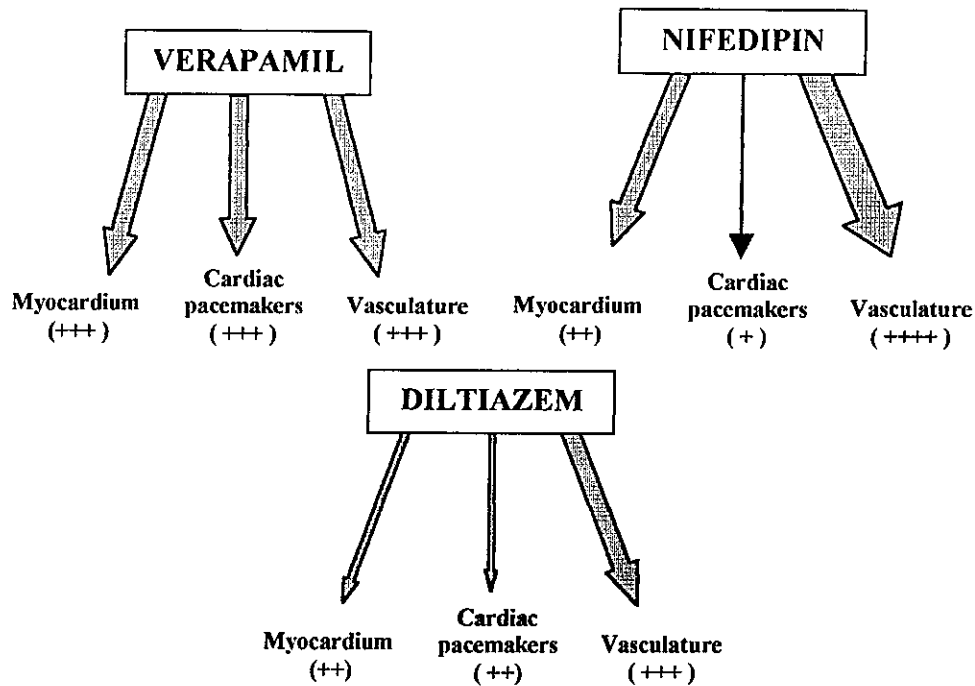 VERAPAMIL
NIFEDIPIN
Myocardium
(+++)
Cardiac
pacemakers
(+++)
Vasculature
(+++)
Myocardium
(++)
Cardiac
pacemakers
(+)
Vasculature
(++++)
DILTIAZEM
Myocardium
(++)
Cardiac
pacemakers
(++)
Vasculature
(+++)